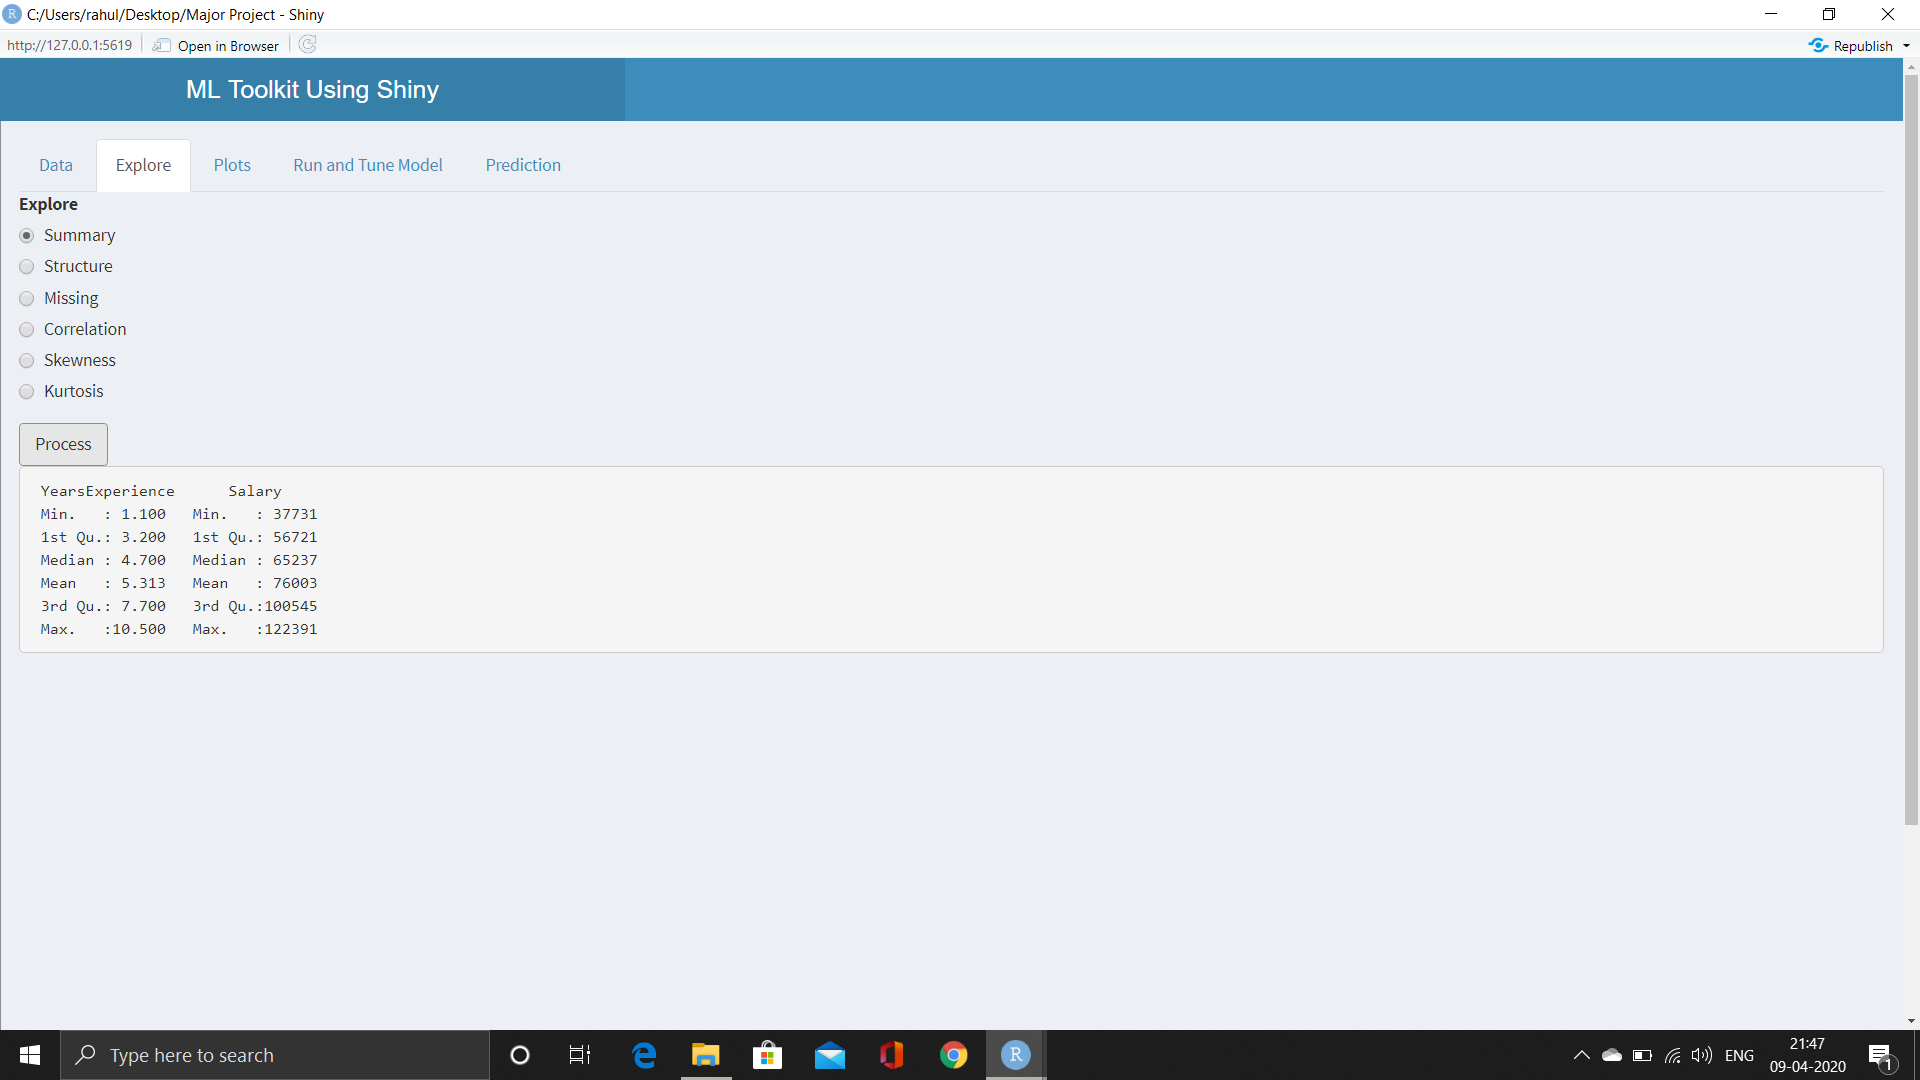 R C:/Users/rahul/Desktop/Major Project - Shiny
http://127.0.0.1:5619 Open in Browser Republish
ML Toolkit Using Shiny
Data Explore Plots Run and Tune Model Prediction
Explore
Summary
Structure
Missing
Correlation
Skewness
Kurtosis
Process
YearsExperience      Salary
Min.   : 1.100   Min.   : 37731
1st Qu.: 3.200   1st Qu.: 56721
Median : 4.700   Median : 65237
Mean   : 5.313   Mean   : 76003
3rd Qu.: 7.700   3rd Qu.:100545
Max.   :10.500   Max.   :122391
Type here to search R ENG 21:47
09-04-2020 1